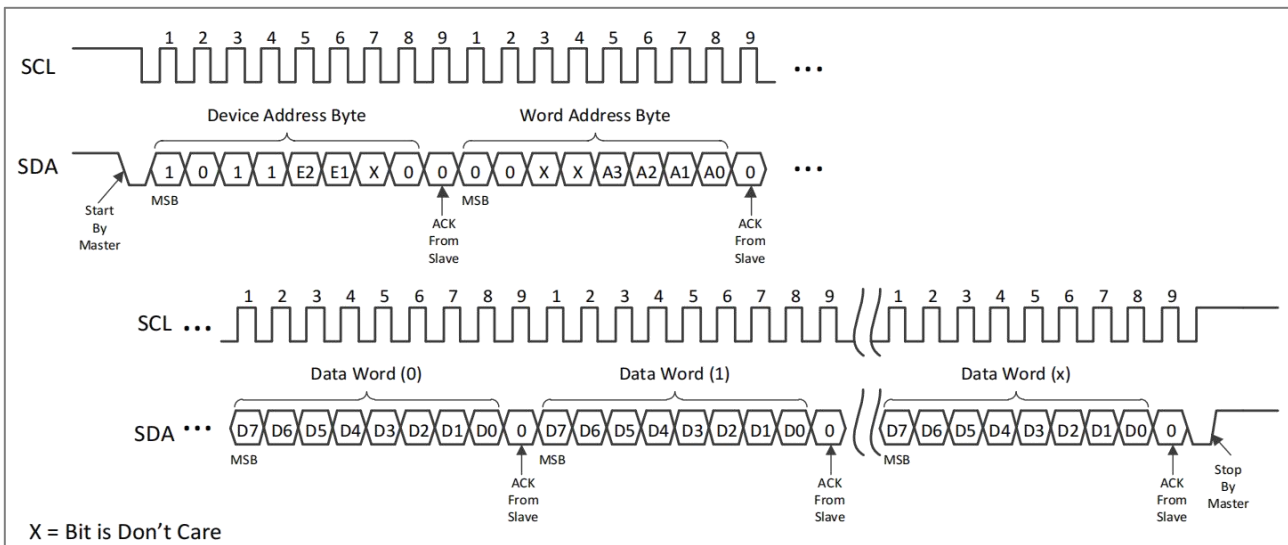 1 2 3 4 5 6 7 8 9 1 2 3 4 5 6 7 8 9
SCL ...
Device Address Byte Word Address Byte
SDA 1 0 1 1 E2 E1 X 0 0 0 0 X X A3 A2 A1 A0 0 ...
MSB MSB
Start By Master
ACK From Slave
ACK From Slave
1 2 3 4 5 6 7 8 9 1 2 3 4 5 6 7 8 9 1 2 3 4 5 6 7 8 9
SCL ...
Data Word (0) Data Word (1) Data Word (x)
SDA ... D7 D6 D5 D4 D3 D2 D1 D0 0 D7 D6 D5 D4 D3 D2 D1 D0 0 D7 D6 D5 D4 D3 D2 D1 D0 0
MSB MSB MSB
ACK From Slave
ACK From Slave
ACK From Slave
Stop By Master
X = Bit is Don’t Care